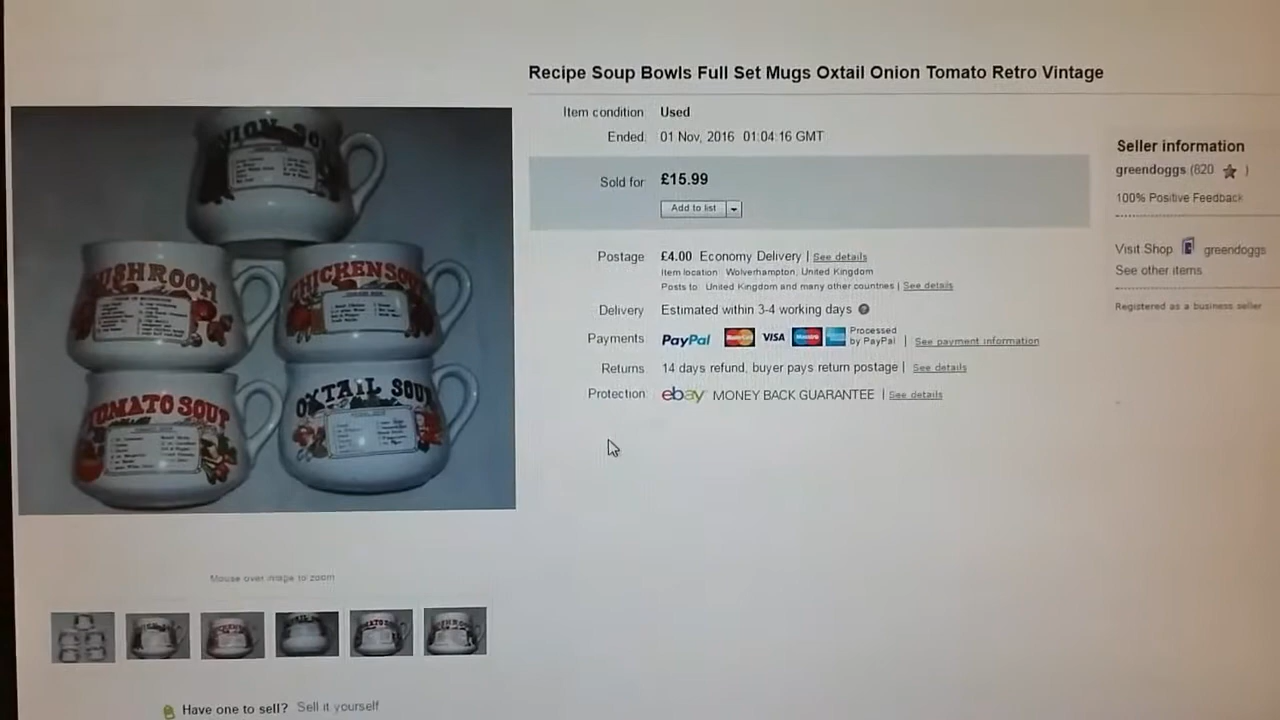 Recipe Soup Bowls Full Set Mugs Oxtail Onion Tomato Retro Vintage
Item condition Used
Ended: 01 Nov, 2016 01:04:16 GMT
Sold for: £15.99
Add to list
Postage: £4.00 Economy Delivery | See details
Item location: Wolverhampton, United Kingdom
Posts to: United Kingdom and many other countries | See details
Delivery: Estimated within 3-4 working days
Payments: PayPal MasterCard VISA Maestro Processed by PayPal | See payment information
Returns: 14 days refund, buyer pays return postage | See details
Protection: ebay MONEY BACK GUARANTEE | See details
Seller information
greendoggs (820 )
100% Positive Feedback
Visit Shop greendoggs
See other items
Registered as a business seller
NION SO
USHROOM
CHICKEN SOU
TOMATO SOUP
OXTAIL SOUP
Mouse over image to zoom
Have one to sell? Sell it yourself